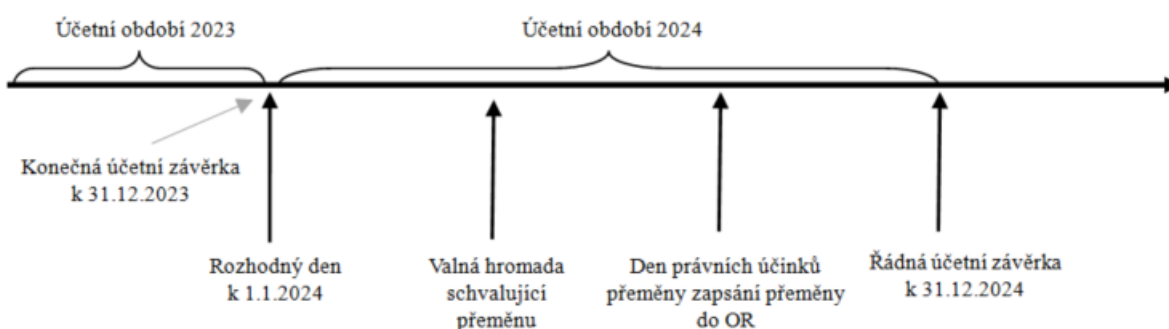 Účetní období 2023
Účetní období 2024
Konečná účetní závěrka
k 31.12.2023
Rozhodný den
k 1.1.2024
Valná hromada
schvalující
přeměnu
Den právních účinků
přeměny zapsání přeměny
do OR
Řádná účetní závěrka
k 31.12.2024